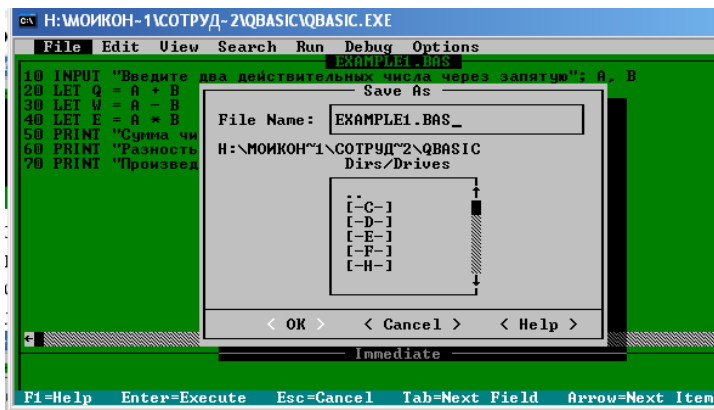 H:\МОИКОН~1\СОТРУД~2\QBASIC\QBASIC.EXE
File Edit View Search Run Debug Options
EXAMPLE1.BAS
10 INPUT "Введите два действительных числа через запятую"; A, B
20 LET Q = A + B
30 LET W = A - B
40 LET E = A * B
50 PRINT "Сумма чи
60 PRINT "Разность
70 PRINT "Произвед
Save As
File Name: EXAMPLE1.BAS_
H:\МОИКОН~1\СОТРУД~2\QBASIC
Dirs/Drives
..
[-C-]
[-D-]
[-E-]
[-F-]
[-H-]
< OK > < Cancel > < Help >
Immediate
F1=Help Enter=Execute Esc=Cancel Tab=Next Field Arrow=Next Item